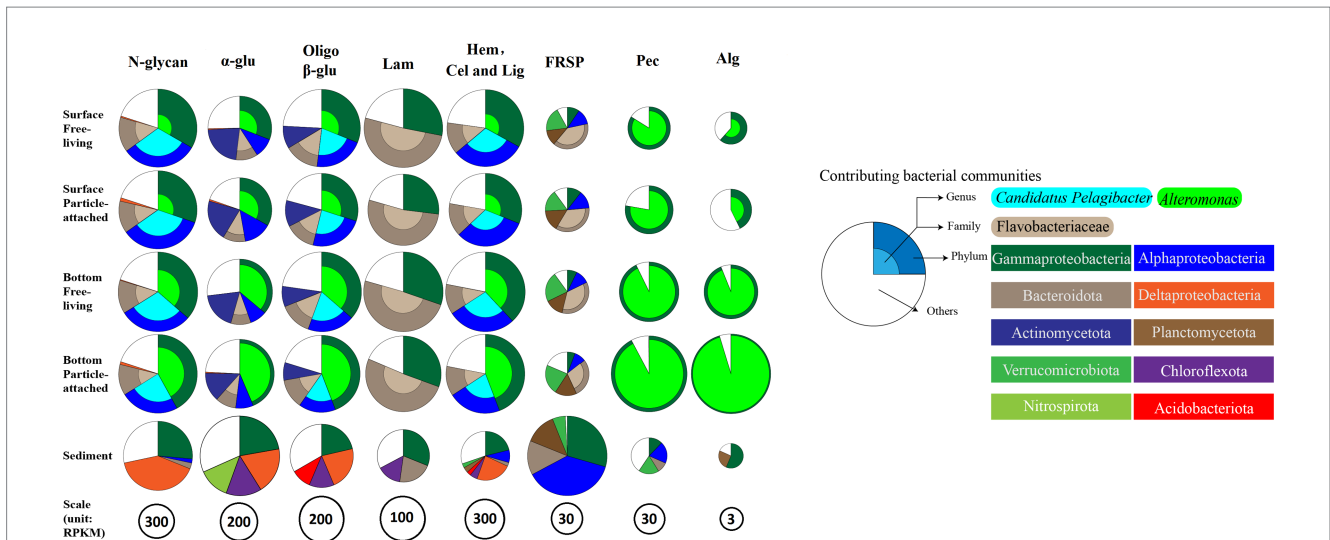 N-glycan
α-glu
Oligo
β-glu
Lam
Hem,
Cel and Lig
FRSP
Pec
Alg
Surface
Free-
living
Surface
Particle-
attached
Bottom
Free-
living
Bottom
Particle-
attached
Sediment
Scale
(unit:
RPKM)
300
200
200
100
300
30
30
3
Contributing bacterial communities
Genus
Candidatus Pelagibacter
Alteromonas
Family
Flavobacteriaceae
Phylum
Gammaproteobacteria
Alphaproteobacteria
Others
Bacteroidota
Deltaproteobacteria
Actinomycetota
Planctomycetota
Verrucomicrobiota
Chloroflexota
Nitrospirota
Acidobacteriota